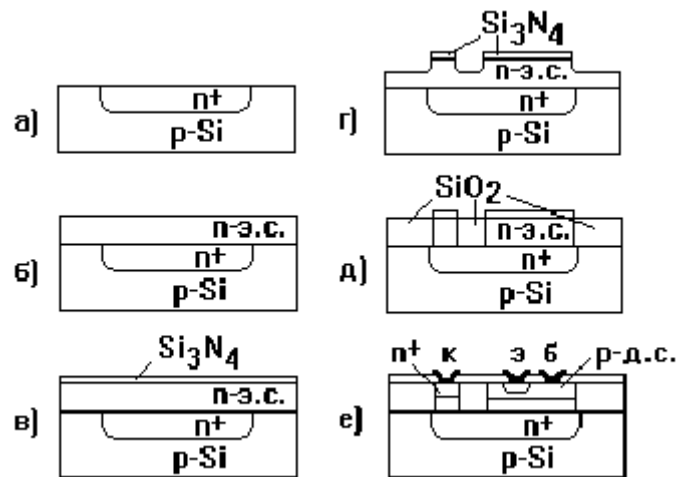 n+
а) p-Si
n-э.с.
n+
б) p-Si
Si3N4
n-э.с.
n+
в) p-Si
Si3N4
n-э.с.
n+
г) p-Si
SiO2
n-э.с.
n+
д) p-Si
n+ к э б р-д.с.
n+
е) p-Si